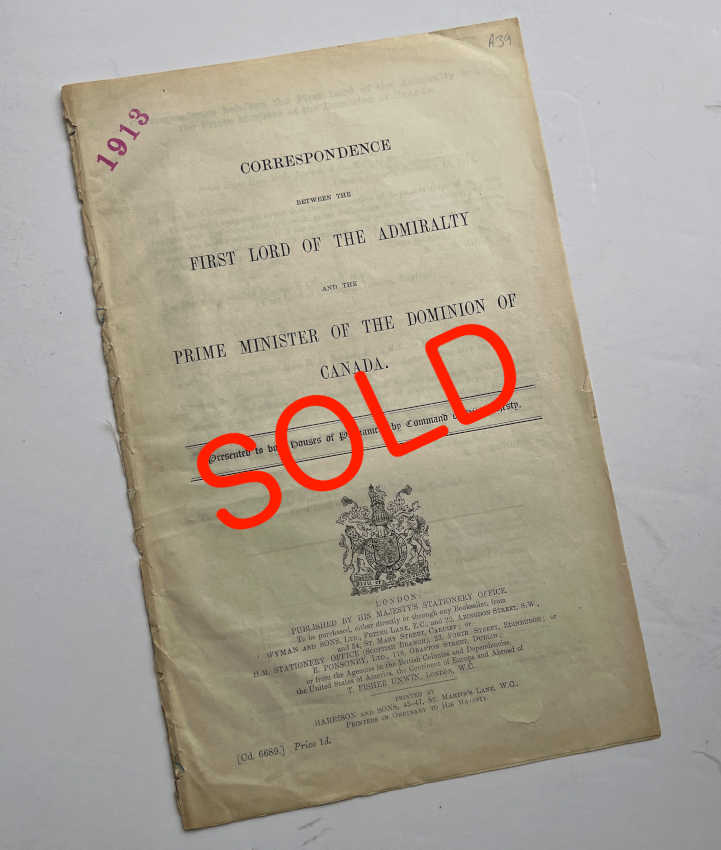 A39
1913
CORRESPONDENCE
BETWEEN THE
FIRST LORD OF THE ADMIRALTY
AND THE
PRIME MINISTER OF THE DOMINION OF
CANADA.
Presented to both Houses of by Command
SOLD
LONDON:
PUBLISHED BY HIS MAJESTY'S STATIONERY OFFICE.
To be purchased, either directly or through any Bookseller, from
WYMAN AND SONS, LTD., FETTER LANE, E.C., and 32, ABINGDON STREET, S.W.,
and 54, ST. MARY STREET, CARDIFF; or
H.M. STATIONERY OFFICE (SCOTTISH BRANCH), 23, FORTH STREET, EDINBURGH; or
E. PONSONBY, LTD., 116, GRAFTON STREET, DUBLIN;
or from the Agencies in the British Colonies and Dependencies,
the United States of America, the Continent of Europe and Abroad of
T. FISHER UNWIN, LONDON, W.C.
PRINTED BY
HARRISON AND SONS, 45-47, ST. MARTIN'S LANE, W.C.,
PRINTERS IN ORDINARY TO HIS MAJESTY.
[Cd. 6689.] Price 1d.